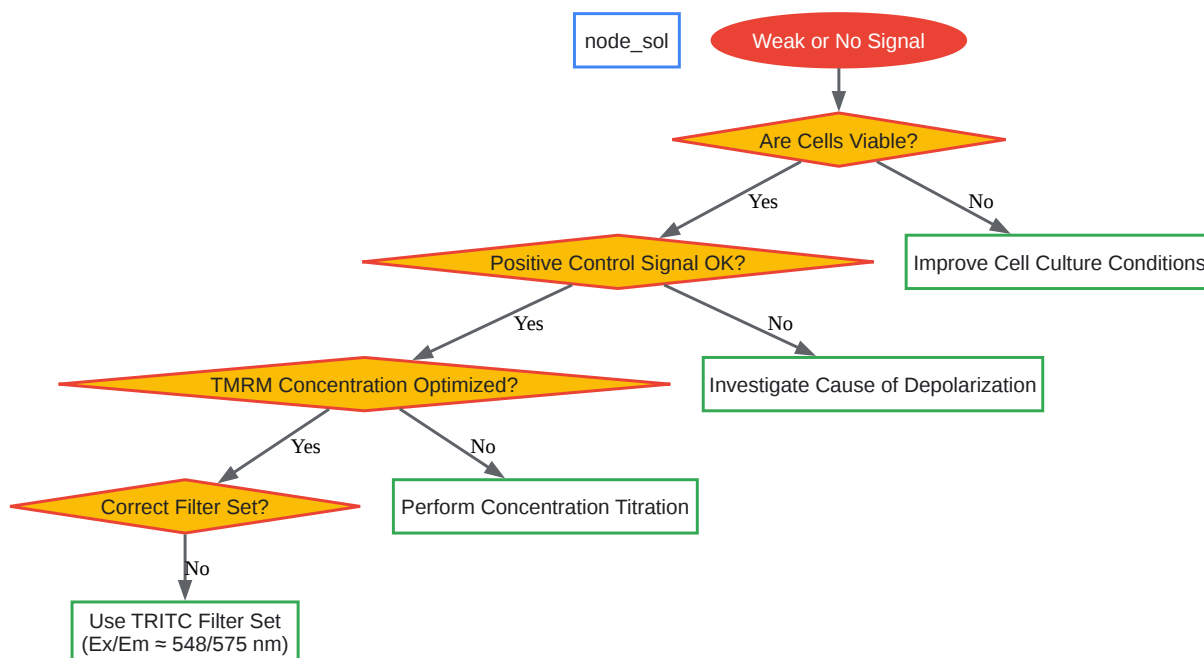 node_sol
Weak or No Signal
Are Cells Viable?
Yes
No
Positive Control Signal OK?
Improve Cell Culture Conditions
Yes
No
TMRM Concentration Optimized?
Investigate Cause of Depolarization
Yes
No
Correct Filter Set?
Perform Concentration Titration
No
Use TRITC Filter Set
(Ex/Em ≈ 548/575 nm)